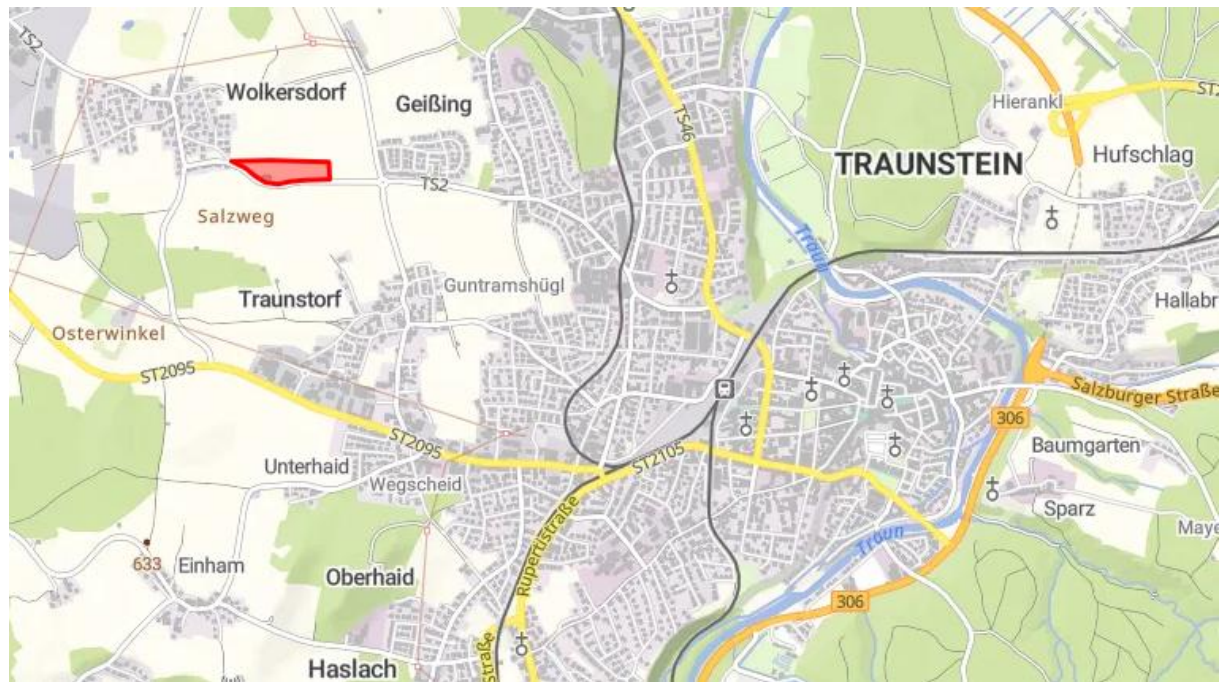 TS2
Wolkersdorf
Geißing
TS46
Hierankl
ST2
TRAUNSTEIN
Hufschlag
TS2
Salzweg
Traun
Traunstorf
Guntramshügl
Hallabr
Osterwinkel
ST2095
Salzburger Straße
306
Baumgarten
ST2095
ST2105
Unterhaid
Wegscheid
Sparz
Maye
Rupertistraße
Traun
633
Einham
Oberhaid
306
Haslach
Straße